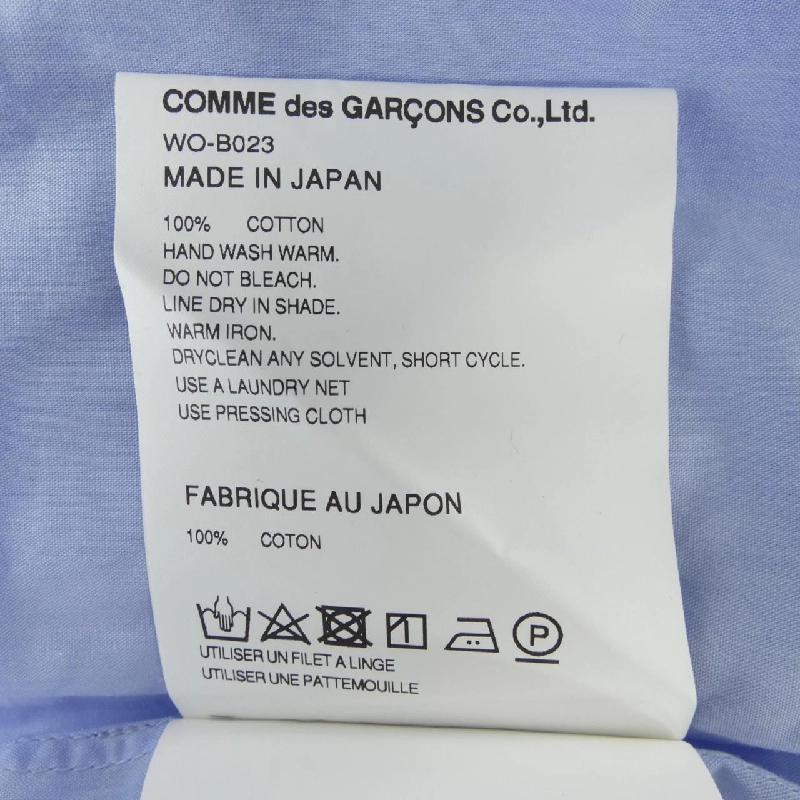 COMME des GARÇONS Co.,Ltd.
WO-B023
MADE IN JAPAN
100% COTTON
HAND WASH WARM.
DO NOT BLEACH.
LINE DRY IN SHADE.
WARM IRON.
DRYCLEAN ANY SOLVENT, SHORT CYCLE.
USE A LAUNDRY NET
USE PRESSING CLOTH
FABRIQUE AU JAPON
100% COTON
P
UTILISER UN FILET A LINGE
UTILISER UNE PATTEMOUILLE